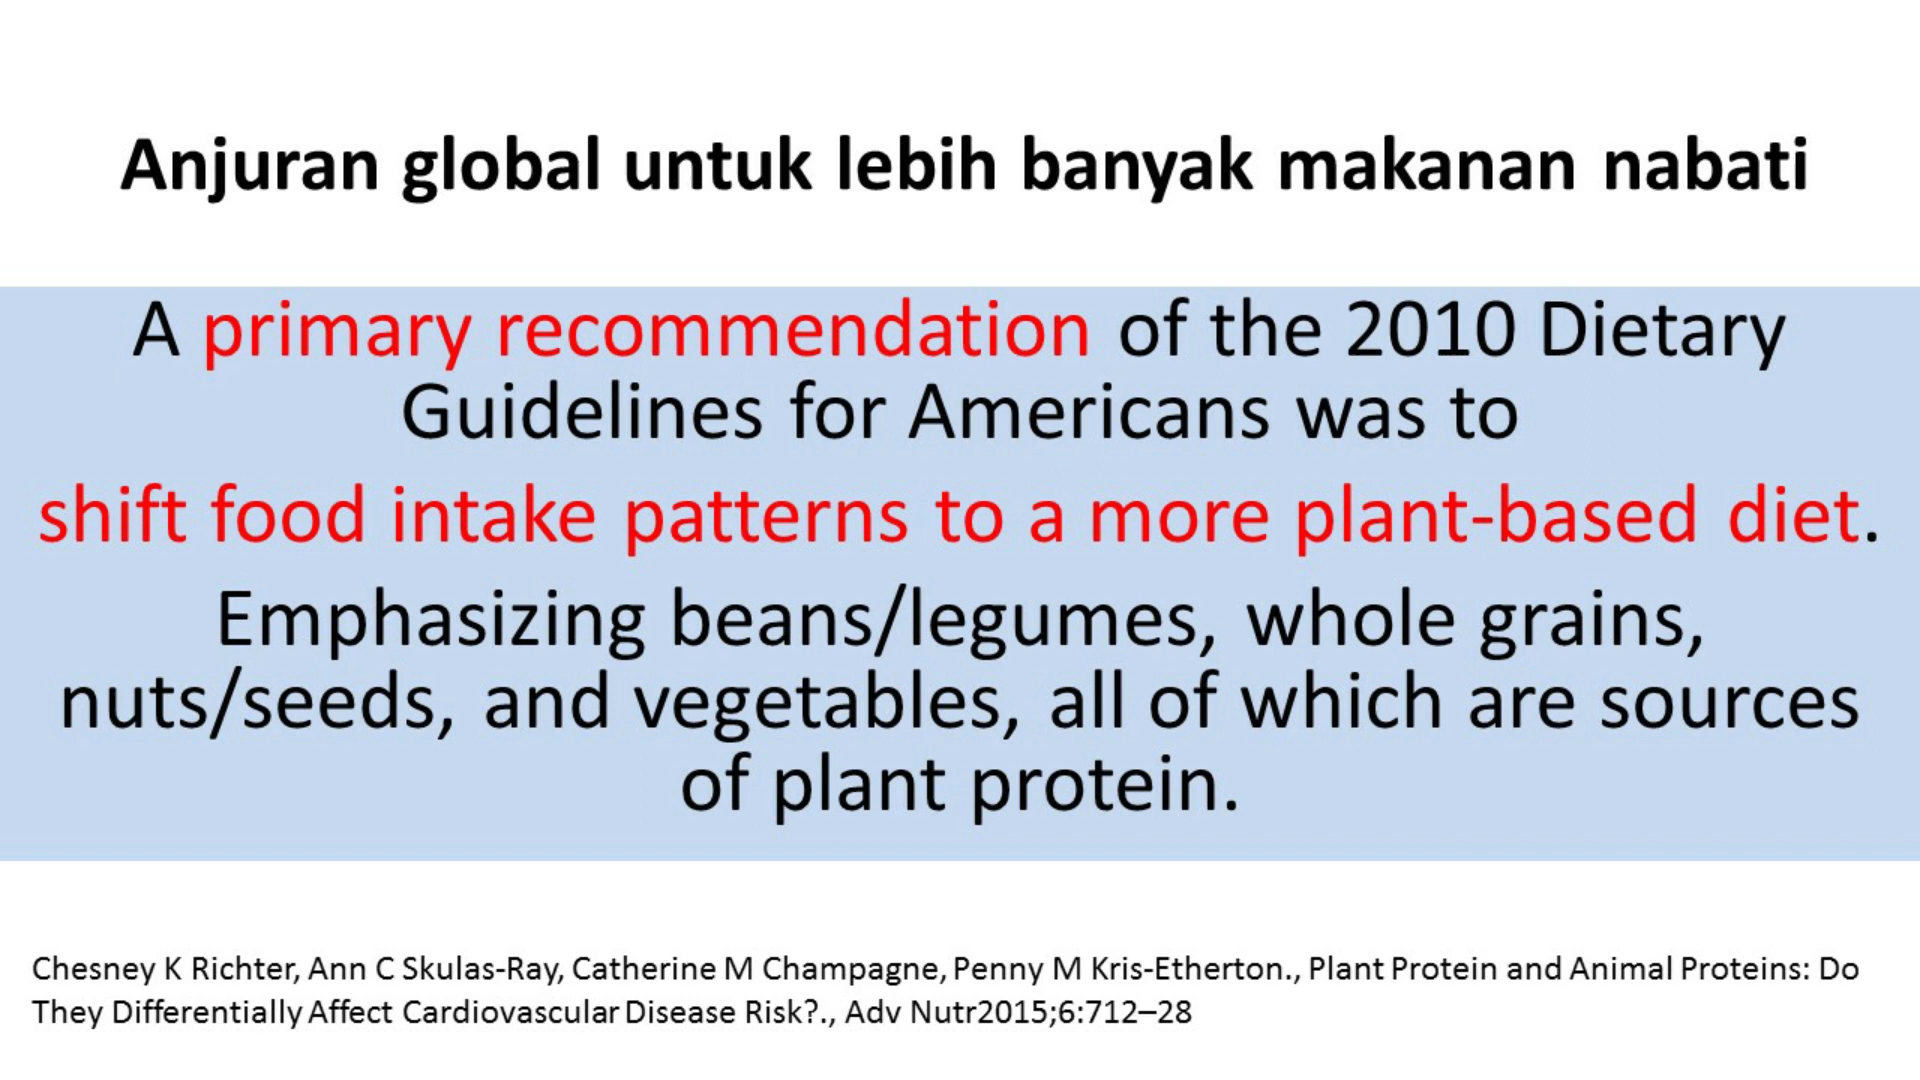 Anjuran global untuk lebih banyak makanan nabati
A primary recommendation of the 2010 Dietary
Guidelines for Americans was to
shift food intake patterns to a more plant-based diet.
Emphasizing beans/legumes, whole grains,
nuts/seeds, and vegetables, all of which are sources
of plant protein.
Chesney K Richter, Ann C Skulas-Ray, Catherine M Champagne, Penny M Kris-Etherton., Plant Protein and Animal Proteins: Do
They Differentially Affect Cardiovascular Disease Risk?., Adv Nutr2015;6:712–28